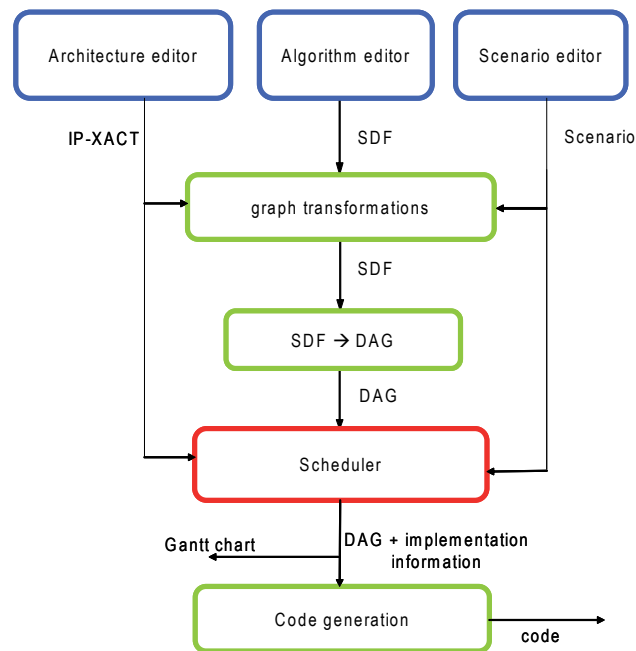 Architecture editor
Algorithm editor
Scenario editor
IP-XACT
SDF
Scenario
graph transformations
SDF
SDF → DAG
DAG
Scheduler
Gantt chart
DAG + implementation
information
Code generation
code